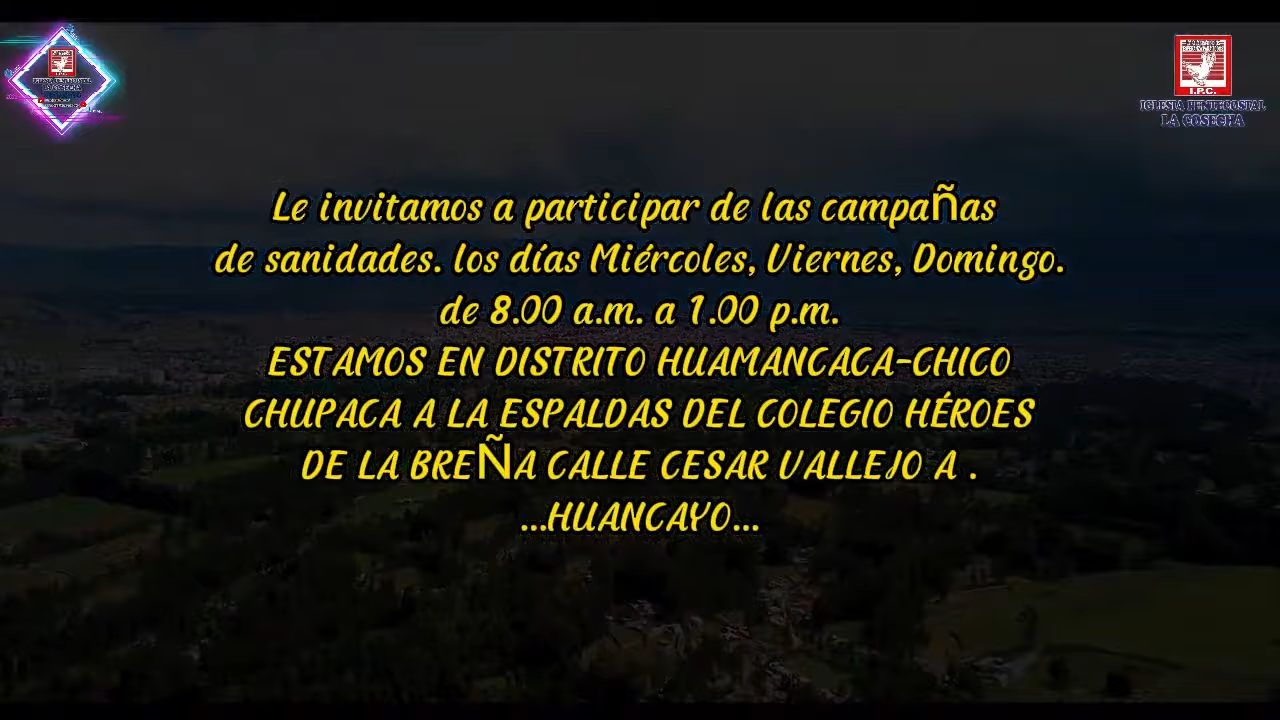 I.P.C.
IGLESIA PENTECOSTAL
LA COSECHA
Le invitamos a participar de las campañas
de sanidades. los días Miércoles, Viernes, Domingo.
de 8.00 a.m. a 1.00 p.m.
ESTAMOS EN DISTRITO HUAMANCACA-CHICO
CHUPACA A LA ESPALDAS DEL COLEGIO HÉROES
DE LA BREÑA CALLE CESAR VALLEJO A .
...HUANCAYO...